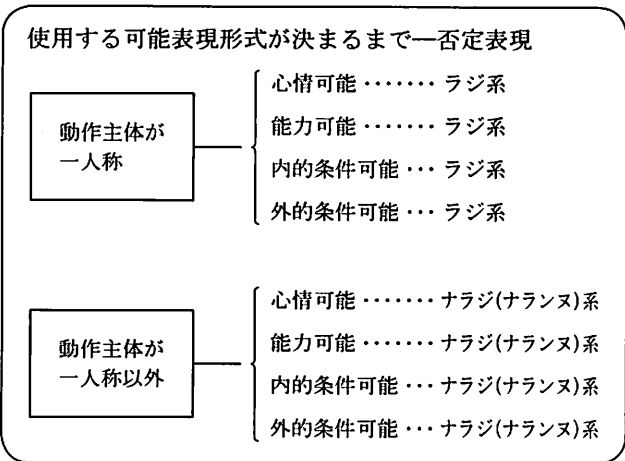 使用する可能表現形式が決まるまで―否定表現
動作主体が
一人称
心情可能‥‥‥‥ラジ系
能力可能‥‥‥‥ラジ系
内的条件可能‥・ラジ系
外的条件可能‥・ラジ系
動作主体が
一人称以外
心情可能‥‥‥‥ナラジ(ナランヌ)系
能力可能‥‥‥‥ナラジ(ナランヌ)系
内的条件可能‥・ナラジ(ナランヌ)系
外的条件可能‥・ナラジ(ナランヌ)系